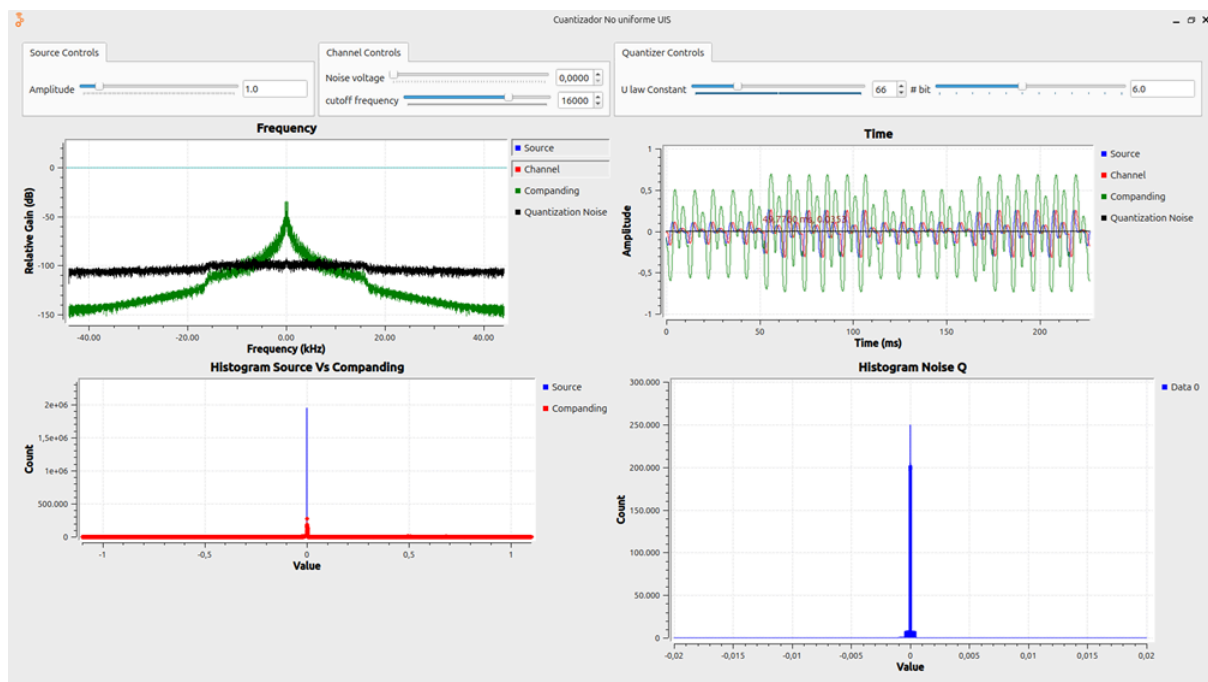 Cuantizador No uniforme UIS
Source Controls
Amplitude 1.0
Channel Controls
Noise voltage 0,0000
cutoff frequency 16000
Quantizer Controls
U law Constant 66 # bit 6.0
Frequency
Relative Gain (dB)
0
-50
-100
-150
-40.00 -20.00 0.00 20.00 40.00
Frequency (kHz)
Source
Channel
Companding
Quantization Noise
Time
Amplitude
1
0,5
0
-0,5
-1
49.7700 ms, 0.0353
0 50 100 150 200
Time (ms)
Source
Channel
Companding
Quantization Noise
Histogram Source Vs Companding
Count
2e+06
1,5e+06
1e+06
500.000
0
-1 -0,5 0 0,5 1
Value
Source
Companding
Histogram Noise Q
Count
300.000
250.000
200.000
150.000
100.000
50.000
0
-0,02 -0,015 -0,01 -0,005 0 0,005 0,01 0,015 0,02
Value
Data 0